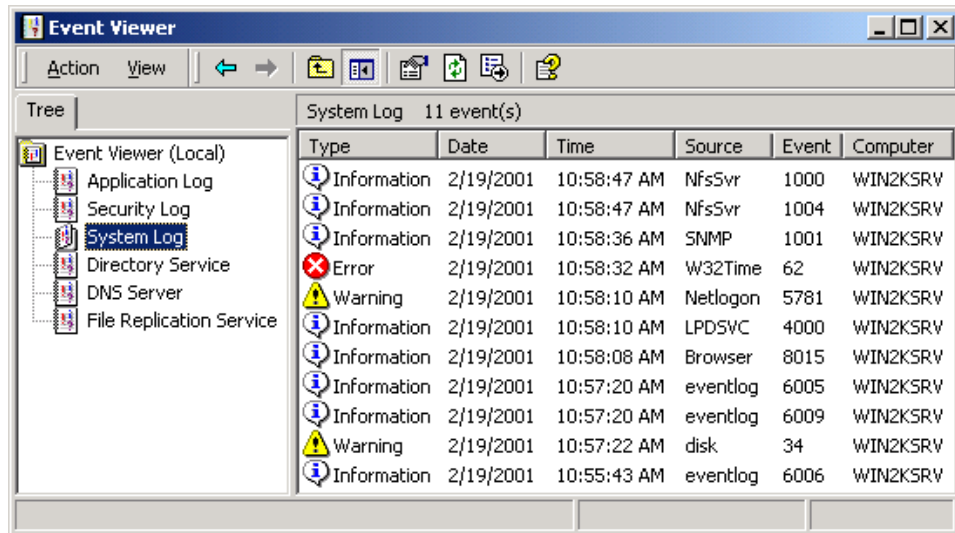 Event Viewer
Action View
Tree
System Log 11 event(s)
Event Viewer (Local)
Application Log
Security Log
System Log
Directory Service
DNS Server
File Replication Service
Type Date Time Source Event Computer
Information 2/19/2001 10:58:47 AM NfsSvr 1000 WIN2KSRV
Information 2/19/2001 10:58:47 AM NfsSvr 1004 WIN2KSRV
Information 2/19/2001 10:58:36 AM SNMP 1001 WIN2KSRV
Error 2/19/2001 10:58:32 AM W32Time 62 WIN2KSRV
Warning 2/19/2001 10:58:10 AM Netlogon 5781 WIN2KSRV
Information 2/19/2001 10:58:10 AM LPDSVC 4000 WIN2KSRV
Information 2/19/2001 10:58:08 AM Browser 8015 WIN2KSRV
Information 2/19/2001 10:57:20 AM eventlog 6005 WIN2KSRV
Information 2/19/2001 10:57:20 AM eventlog 6009 WIN2KSRV
Warning 2/19/2001 10:57:22 AM disk 34 WIN2KSRV
Information 2/19/2001 10:55:43 AM eventlog 6006 WIN2KSRV